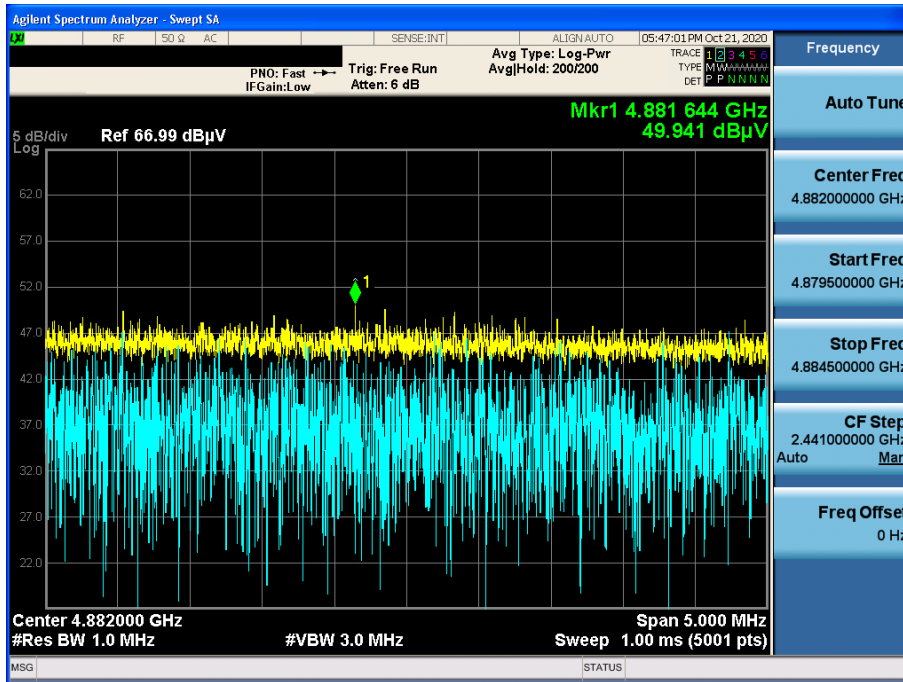 Agilent Spectrum Analyzer - Swept SA
LXI RF 50 Ω AC SENSE:INT ALIGN AUTO 05:47:01 PM Oct 21, 2020
Frequency
PNO: Fast
IFGain:Low
Trig: Free Run
Atten: 6 dB
Avg Type: Log-Pwr
Avg|Hold: 200/200
TRACE 1 2 3 4 5 6
TYPE M
DET P P N N N N
Mkr1 4.881 644 GHz
49.941 dBµV
5 dB/div Ref 66.99 dBµV
Log
62.0
57.0
52.0
47.0
42.0
37.0
32.0
27.0
22.0
1
Center 4.882000 GHz Span 5.000 MHz
#Res BW 1.0 MHz #VBW 3.0 MHz Sweep 1.00 ms (5001 pts)
MSG STATUS
Auto Tune
Center Freq
4.882000000 GHz
Start Freq
4.879500000 GHz
Stop Freq
4.884500000 GHz
CF Step
2.441000000 GHz
Auto Man
Freq Offset
0 Hz